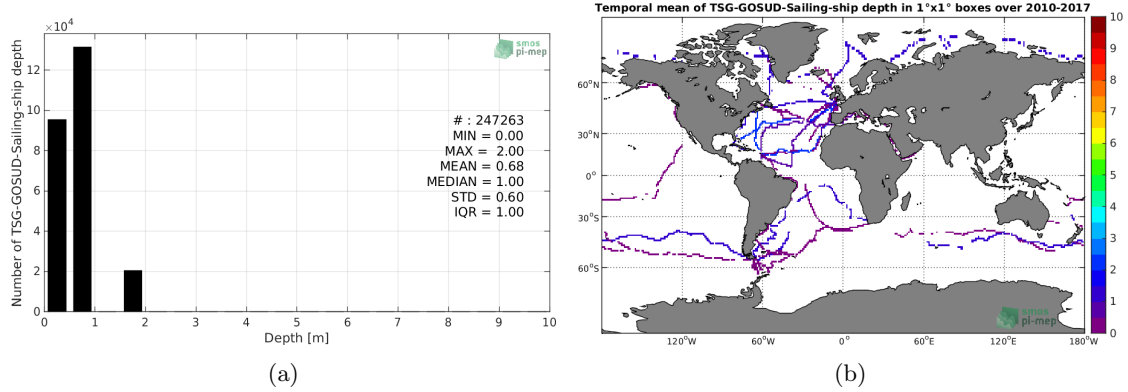 ×10⁴
Number of TSG-GOSUD-Sailing-ship depth
12
10
8
6
4
2
0
0 1 2 3 4 5 6 7 8 9 10
Depth [m]
smos
pi-mep
# : 247263
MIN = 0.00
MAX = 2.00
MEAN = 0.68
MEDIAN = 1.00
STD = 0.60
IQR = 1.00
(a)
Temporal mean of TSG-GOSUD-Sailing-ship depth in 1°x1° boxes over 2010-2017
60°N
30°N
0°
30°S
60°S
120°W 60°W 0° 60°E 120°E 180°E
smos
pi-mep
10
9
8
7
6
5
4
3
2
1
0
(b)